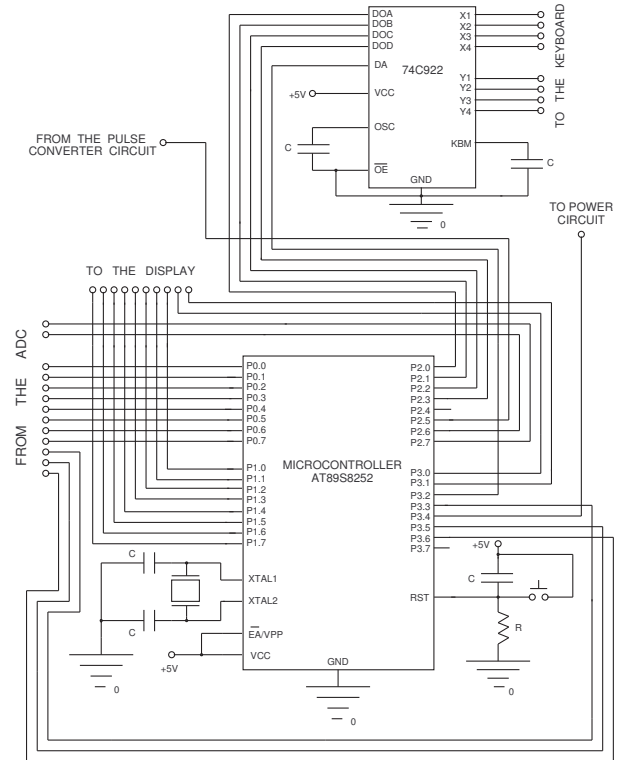 DOA
DOB
DOC
DOD
DA
+5V
VCC
OSC
C
OE
74C922
X1
X2
X3
X4
Y1
Y2
Y3
Y4
KBM
C
GND
0
TO THE KEYBOARD
FROM THE PULSE
CONVERTER CIRCUIT
TO POWER
CIRCUIT
TO THE DISPLAY
FROM THE ADC
P0.0
P0.1
P0.2
P0.3
P0.4
P0.5
P0.6
P0.7
P1.0
P1.1
P1.2
P1.3
P1.4
P1.5
P1.6
P1.7
MICROCONTROLLER
AT89S8252
P2.0
P2.1
P2.2
P2.3
P2.4
P2.5
P2.6
P2.7
P3.0
P3.1
P3.2
P3.3
P3.4
P3.5
P3.6
P3.7
C
C
XTAL1
XTAL2
EA/VPP
VCC
+5V
0
GND
0
RST
+5V
C
R
0